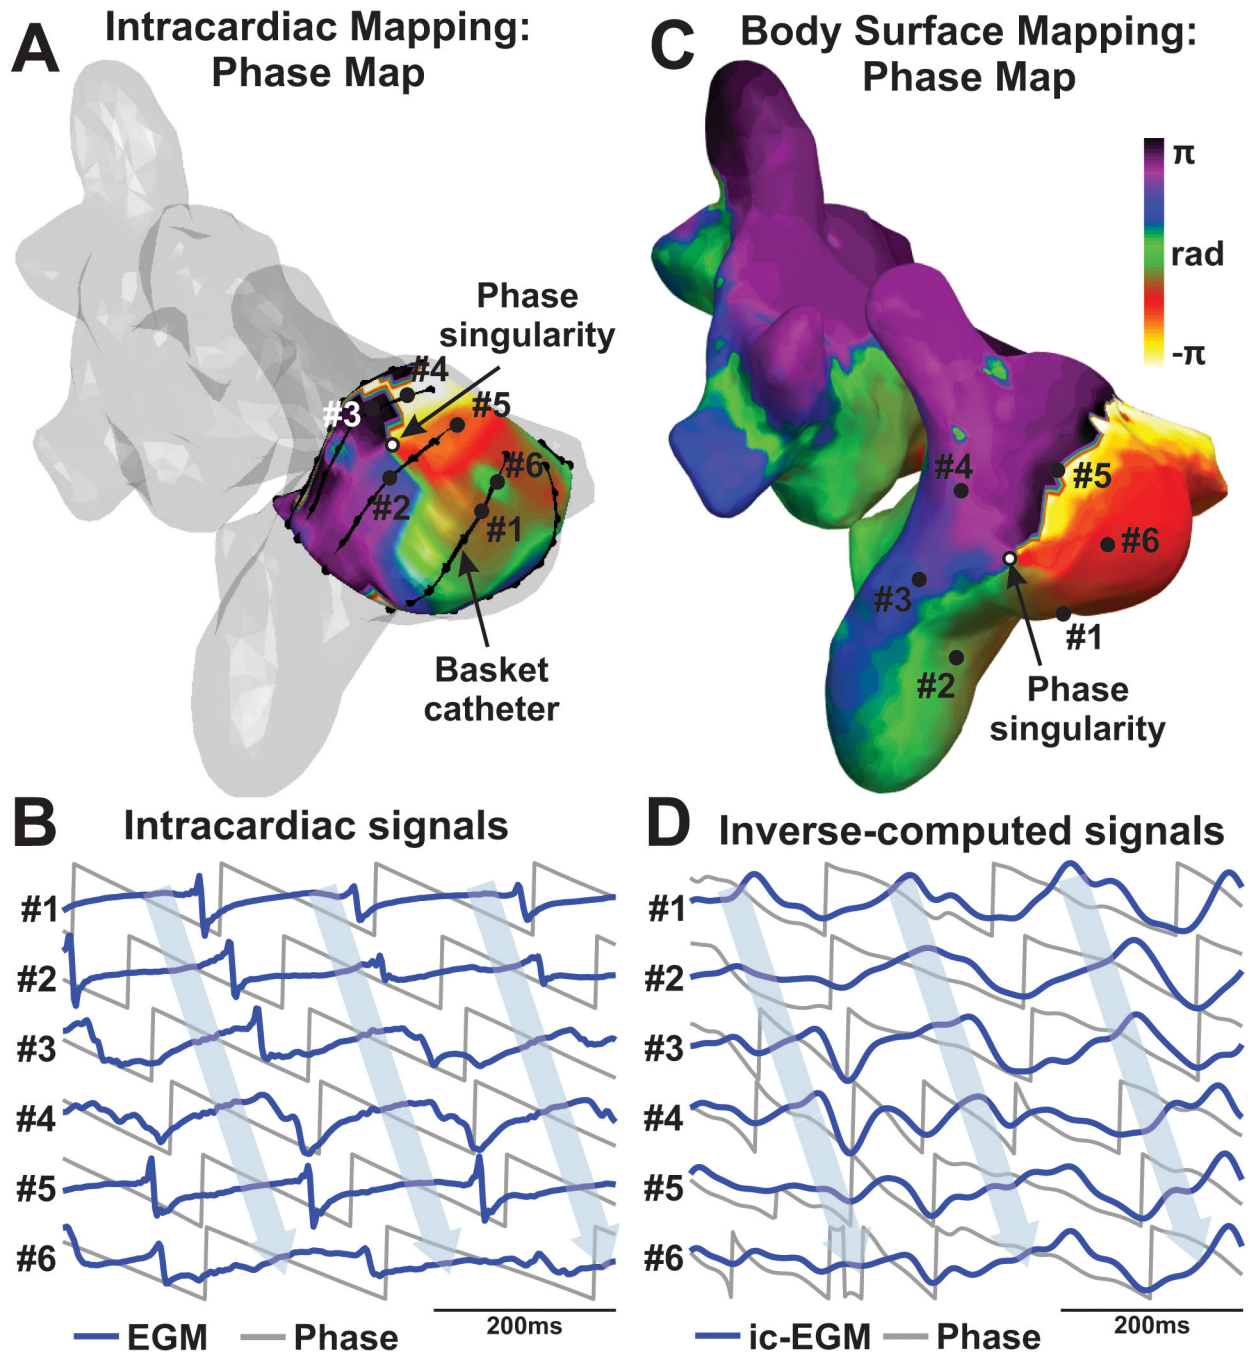 A
Intracardiac Mapping:
Phase Map
Phase
singularity
#4
#3
#5
#6
#2
#1
Basket
catheter
C
Body Surface Mapping:
Phase Map
π
rad
-π
#4
#5
#6
#3
#1
#2
Phase
singularity
B
Intracardiac signals
#1
#2
#3
#4
#5
#6
200ms
EGM
Phase
D
Inverse-computed signals
#1
#2
#3
#4
#5
#6
200ms
ic-EGM
Phase